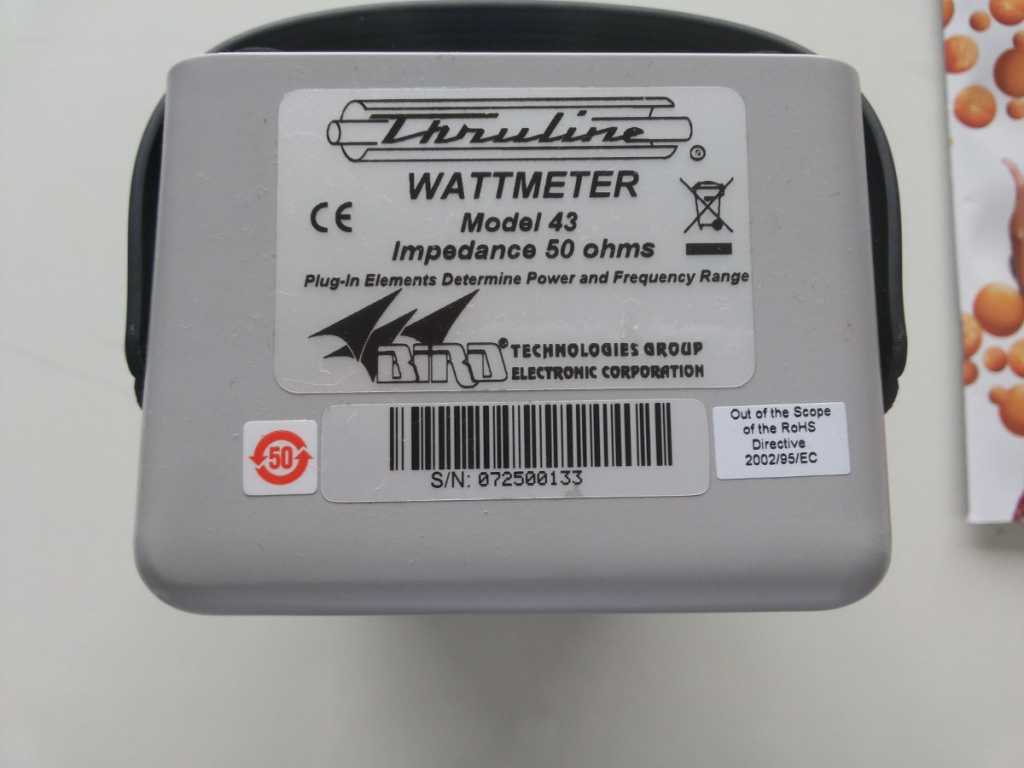 Thruline
®
WATTMETER
CE
Model 43
Impedance 50 ohms
Plug-In Elements Determine Power and Frequency Range
BIRD® TECHNOLOGIES GROUP
ELECTRONIC CORPORATION
50
S/N: 072500133
Out of the Scope
of the RoHS
Directive
2002/95/EC